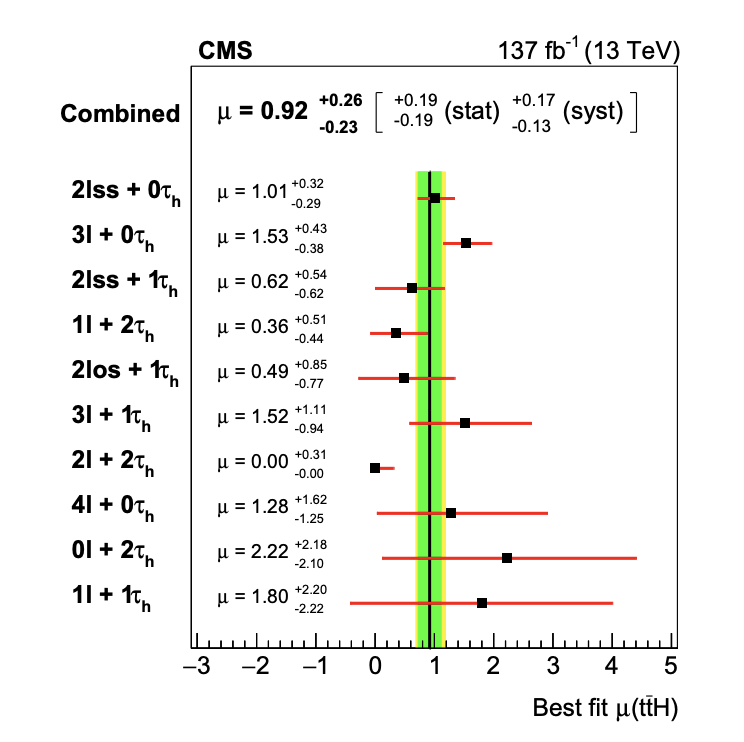 CMS 137 fb⁻¹ (13 TeV)
Combined μ = 0.92 +0.26 -0.23 [ +0.19 -0.19 (stat) +0.17 -0.13 (syst) ]
2lss + 0τh μ = 1.01 +0.32 -0.29
3l + 0τh μ = 1.53 +0.43 -0.38
2lss + 1τh μ = 0.62 +0.54 -0.62
1l + 2τh μ = 0.36 +0.51 -0.44
2los + 1τh μ = 0.49 +0.85 -0.77
3l + 1τh μ = 1.52 +1.11 -0.94
2l + 2τh μ = 0.00 +0.31 -0.00
4l + 0τh μ = 1.28 +1.62 -1.25
0l + 2τh μ = 2.22 +2.18 -2.10
1l + 1τh μ = 1.80 +2.20 -2.22
−3 −2 −1 0 1 2 3 4 5
Best fit μ(tt̄H)